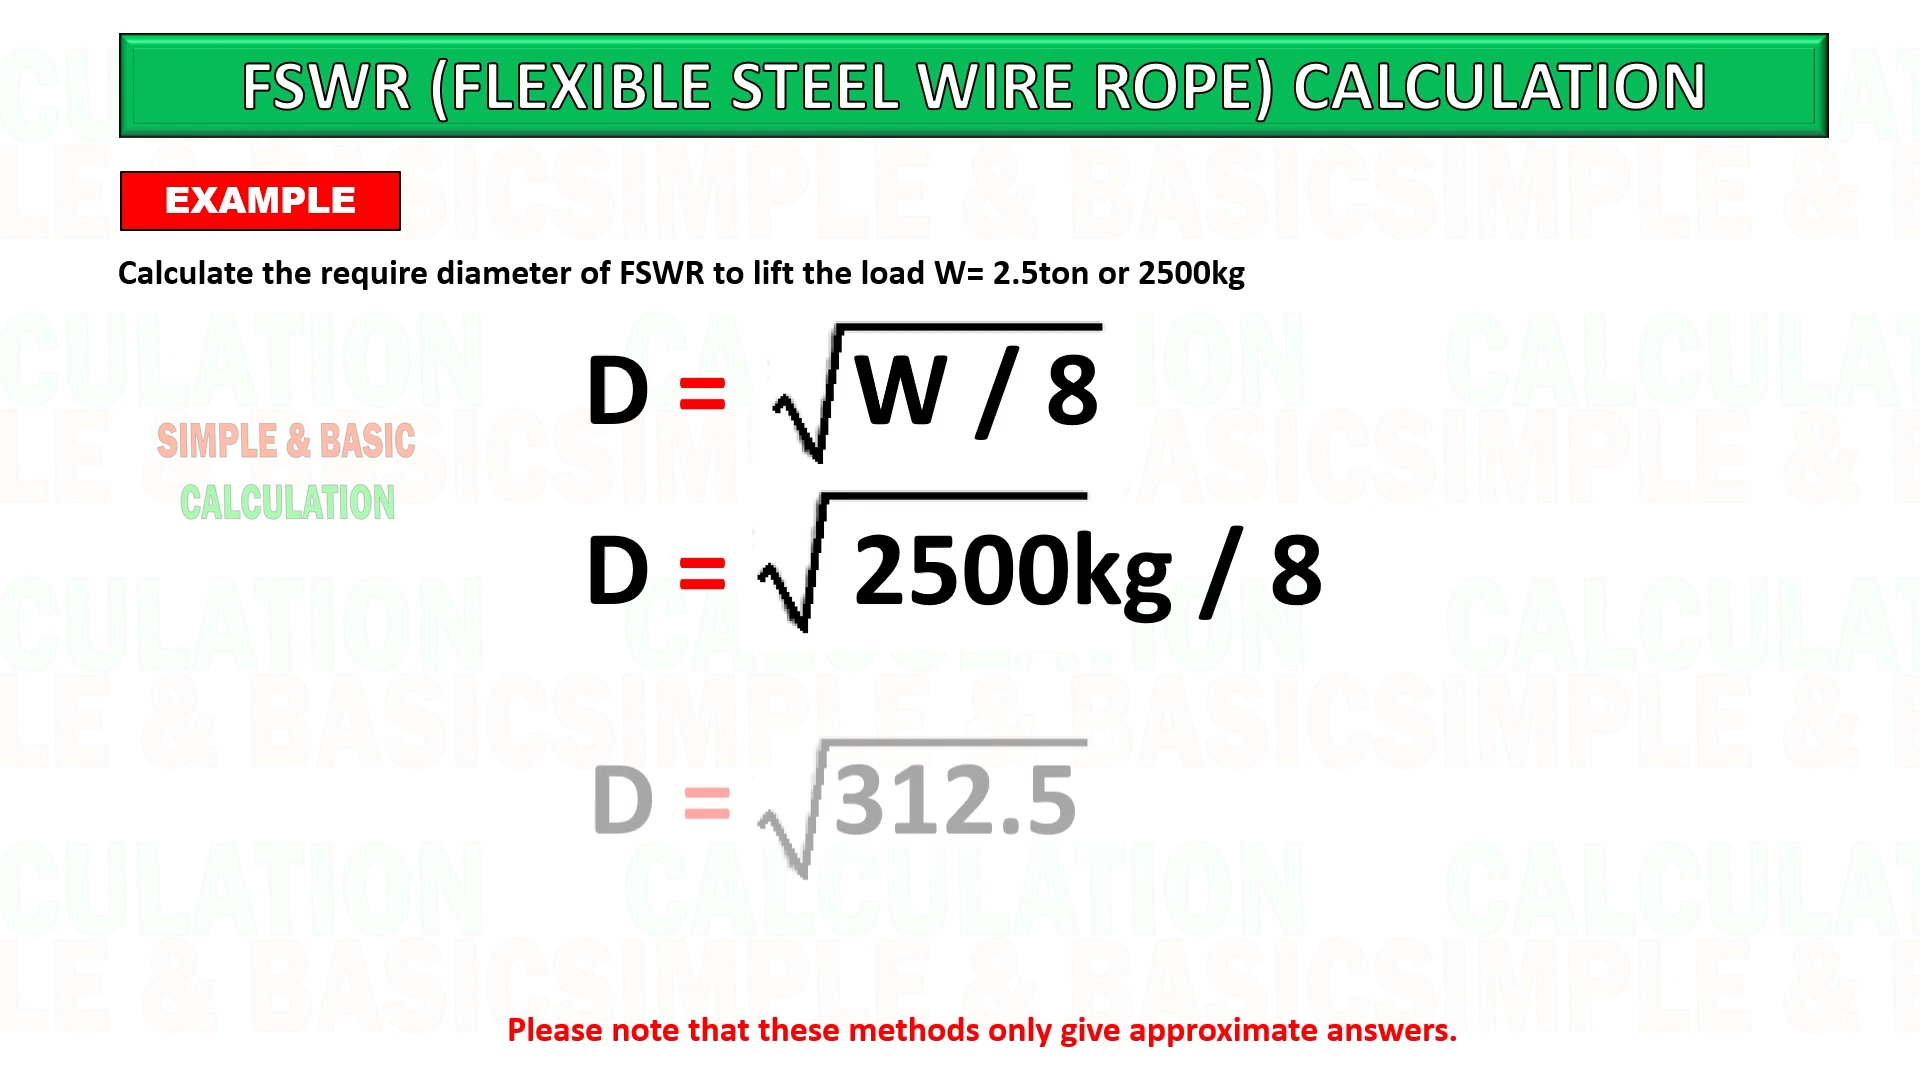 FSWR (FLEXIBLE STEEL WIRE ROPE) CALCULATION
EXAMPLE
Calculate the require diameter of FSWR to lift the load W= 2.5ton or 2500kg
D = √W / 8
SIMPLE & BASIC
CALCULATION
D = √2500kg / 8
D = √312.5
Please note that these methods only give approximate answers.